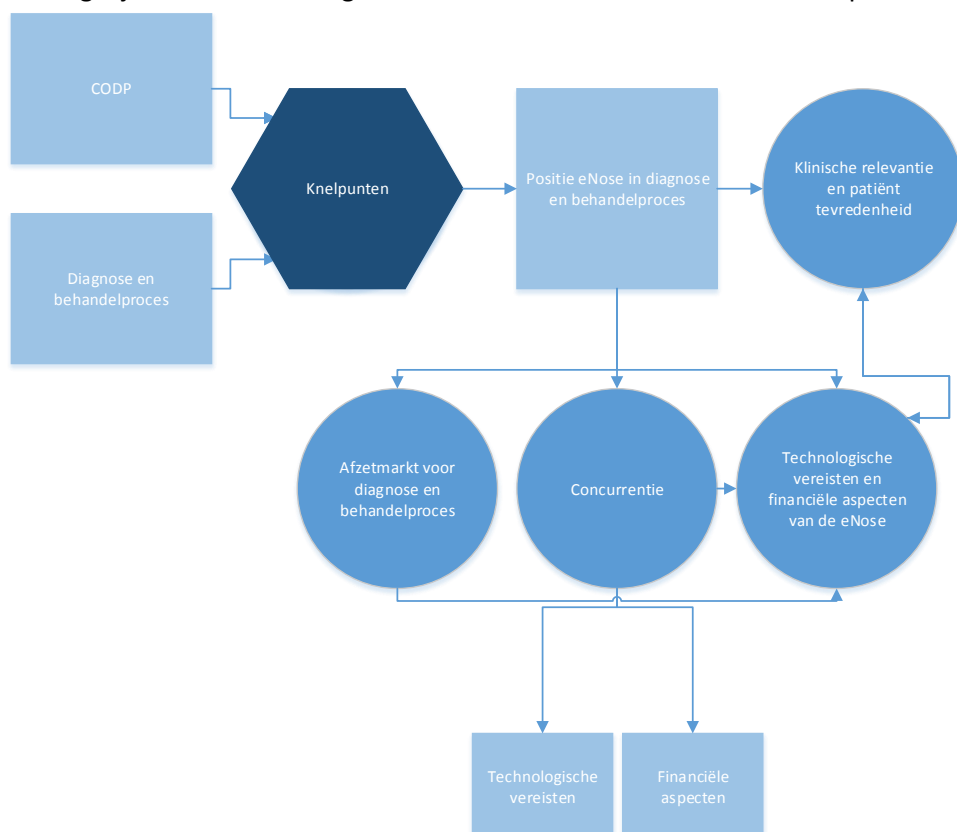 CODP
Knelpunten
Positie eNose in diagnose
en behandelproces
Klinische relevantie
en patiënt
tevredenheid
Diagnose en
behandelproces
Afzetmarkt voor
diagnose en
behandelproces
Concurrentie
Technologische
vereisten en
financiële aspecten
van de eNose
Technologische
vereisten
Financiële
aspecten